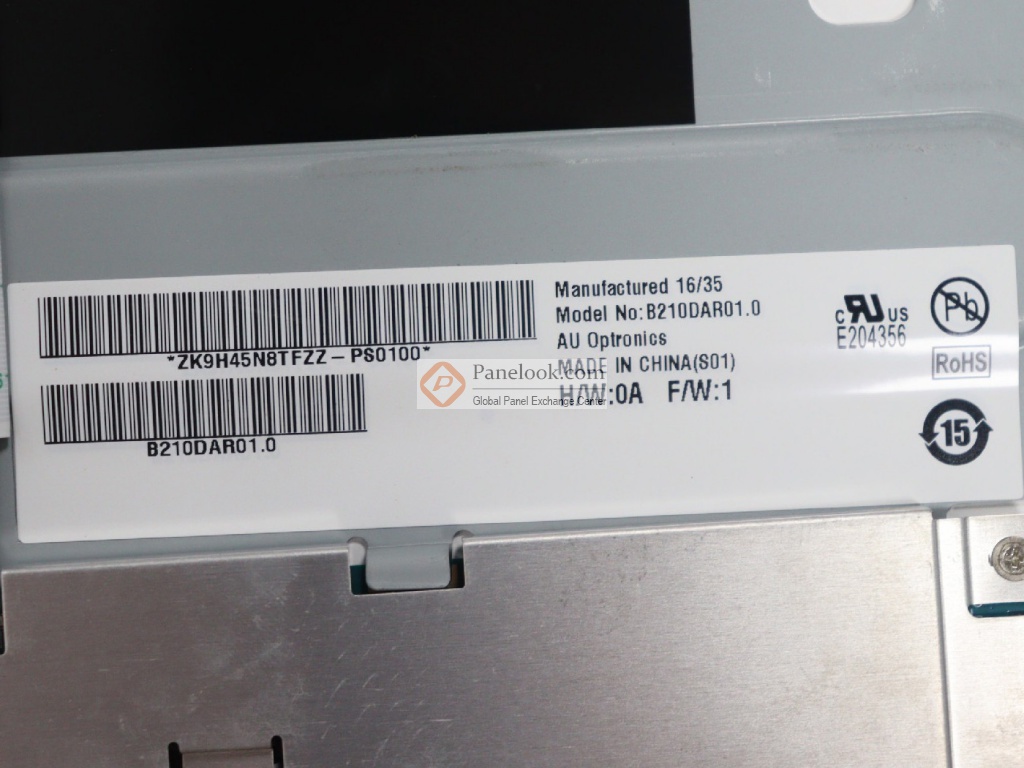 Manufactured 16/35
Model No:B210DAR01.0
AU Optronics
MADE IN CHINA(S01)
H/W:0A F/W:1
*ZK9H45N8TFZZ-PS0100*
B210DAR01.0
c RU US
E204356
Pb
RoHS
15
Panelook.com
Global Panel Exchange Center